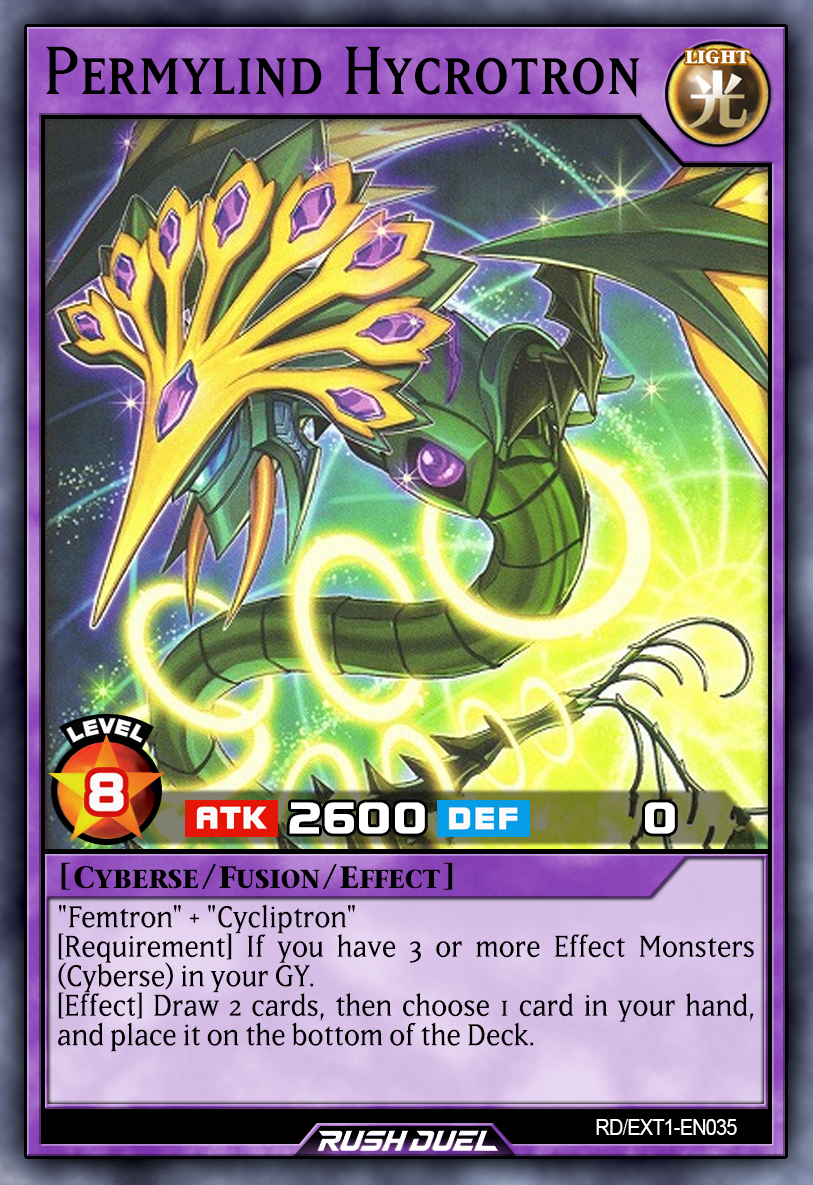 Permylind Hycrotron
LIGHT
光
LEVEL
8
ATK 2600 DEF 0
[Cyberse/Fusion/Effect]
"Femtron" + "Cycliptron"
[Requirement] If you have 3 or more Effect Monsters
(Cyberse) in your GY.
[Effect] Draw 2 cards, then choose 1 card in your hand,
and place it on the bottom of the Deck.
RD/EXT1-EN035
RUSH DUEL